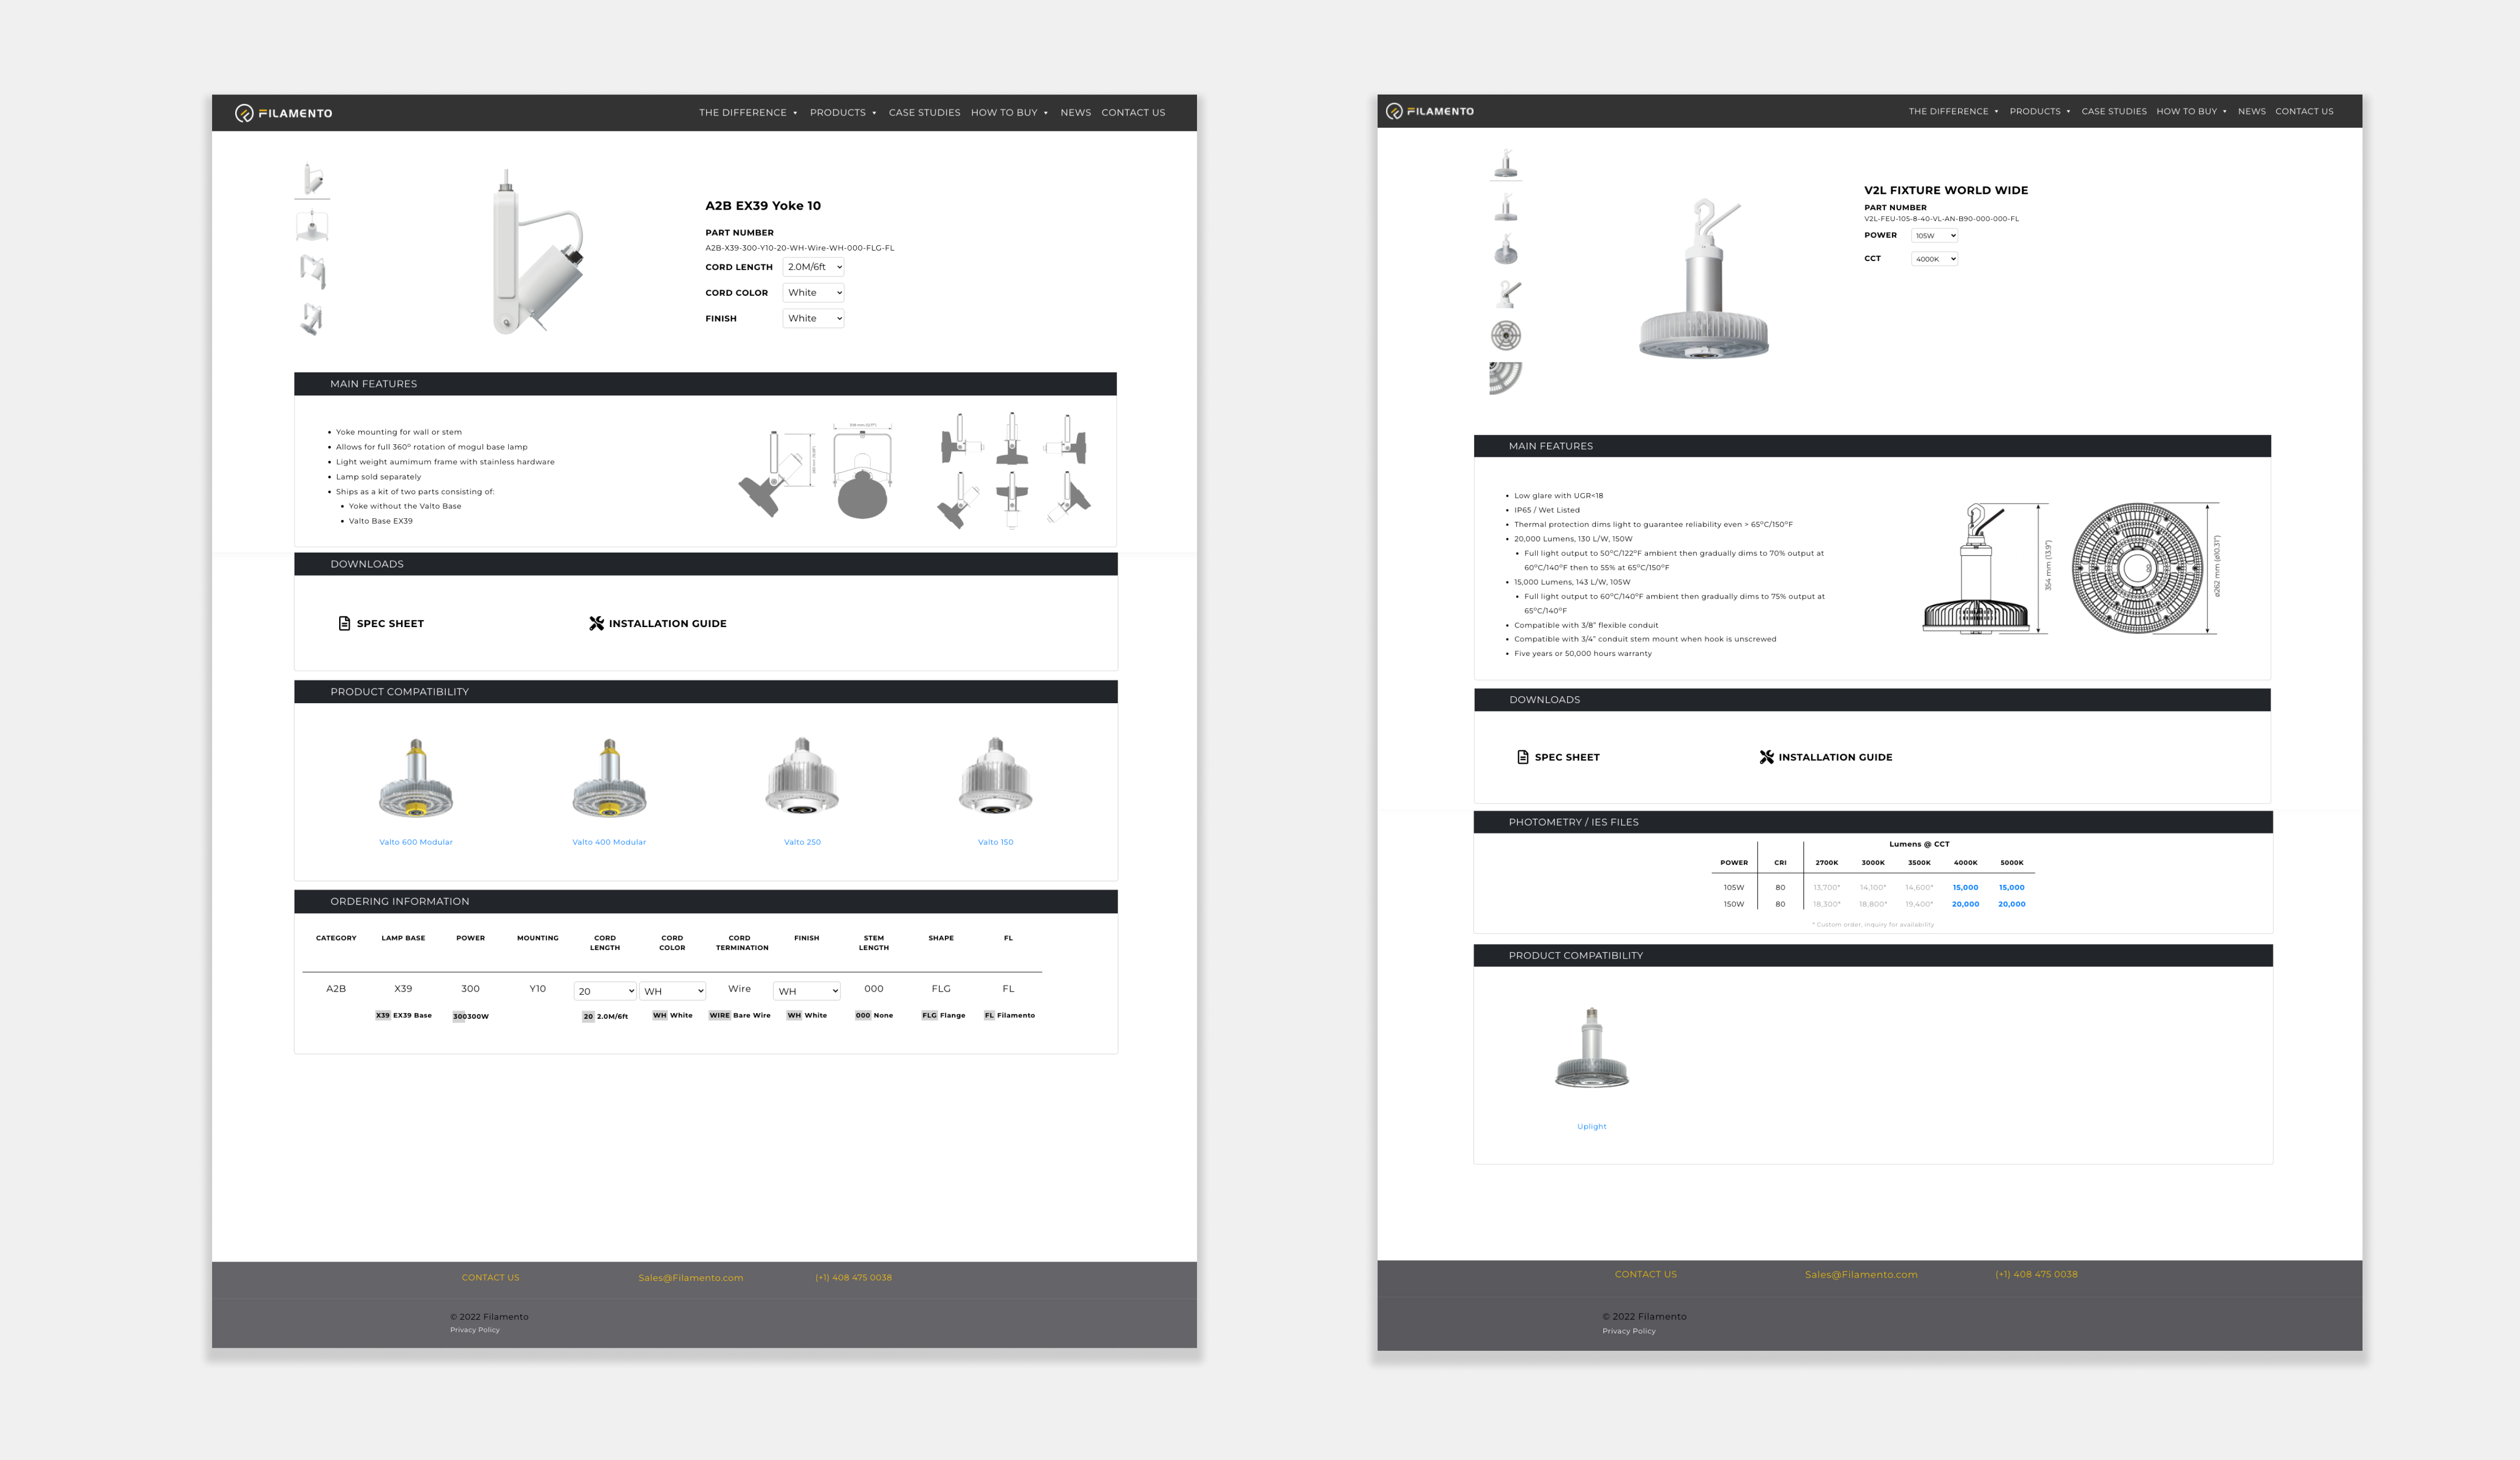 FILAMENTO
THE DIFFERENCE PRODUCTS CASE STUDIES HOW TO BUY NEWS CONTACT US
A2B EX39 Yoke 10
PART NUMBER
A2B-X39-300-Y10-20-WH-Wire-WH-000-FLG-FL
CORD LENGTH 2.0M/6ft
CORD COLOR White
FINISH White
MAIN FEATURES
• Yoke mounting for wall or stem
• Allows for full 360º rotation of mogul base lamp
• Light weight aumimum frame with stainless hardware
• Lamp sold separately
• Ships as a kit of two parts consisting of:
• Yoke without the Valto Base
• Valto Base EX39
DOWNLOADS
SPEC SHEET INSTALLATION GUIDE
PRODUCT COMPATIBILITY
Valto 600 Modular Valto 400 Modular Valto 250 Valto 150
ORDERING INFORMATION
CATEGORY LAMP BASE POWER MOUNTING CORD LENGTH CORD COLOR CORD TERMINATION FINISH STEM LENGTH SHAPE FL
A2B X39 300 Y10 20 WH Wire WH 000 FLG FL
X39 EX39 Base 300300W 20 2.0M/6ft WH White WIRE Bare Wire WH White 000 None FLG Flange FL Filamento
CONTACT US Sales@Filamento.com (+1) 408 475 0038
© 2022 Filamento
Privacy Policy
FILAMENTO
THE DIFFERENCE PRODUCTS CASE STUDIES HOW TO BUY NEWS CONTACT US
V2L FIXTURE WORLD WIDE
PART NUMBER
V2L-FEU-105-8-40-VL-AN-B90-000-000-FL
POWER 105W
CCT 4000K
MAIN FEATURES
• Low glare with UGR<18
• IP65 / Wet Listed
• Thermal protection dims light to guarantee reliability even > 65ºC/150ºF
• 20,000 Lumens, 130 L/W, 150W
• Full light output to 50ºC/122ºF ambient then gradually dims to 70% output at
60ºC/140ºF then to 55% at 65ºC/150ºF
• 15,000 Lumens, 143 L/W, 105W
• Full light output to 60ºC/140ºF ambient then gradually dims to 75% output at
65ºC/140ºF
• Compatible with 3/8" flexible conduit
• Compatible with 3/4" conduit stem mount when hook is unscrewed
• Five years or 50,000 hours warranty
354 mm (13.9")
ø262 mm (ø10.31")
DOWNLOADS
SPEC SHEET INSTALLATION GUIDE
PHOTOMETRY / IES FILES
Lumens @ CCT
POWER CRI 2700K 3000K 3500K 4000K 5000K
105W 80 13,700* 14,100* 14,600* 15,000 15,000
150W 80 18,300* 18,800* 19,400* 20,000 20,000
* Custom order, inquiry for availability
PRODUCT COMPATIBILITY
Uplight
CONTACT US Sales@Filamento.com (+1) 408 475 0038
© 2022 Filamento
Privacy Policy